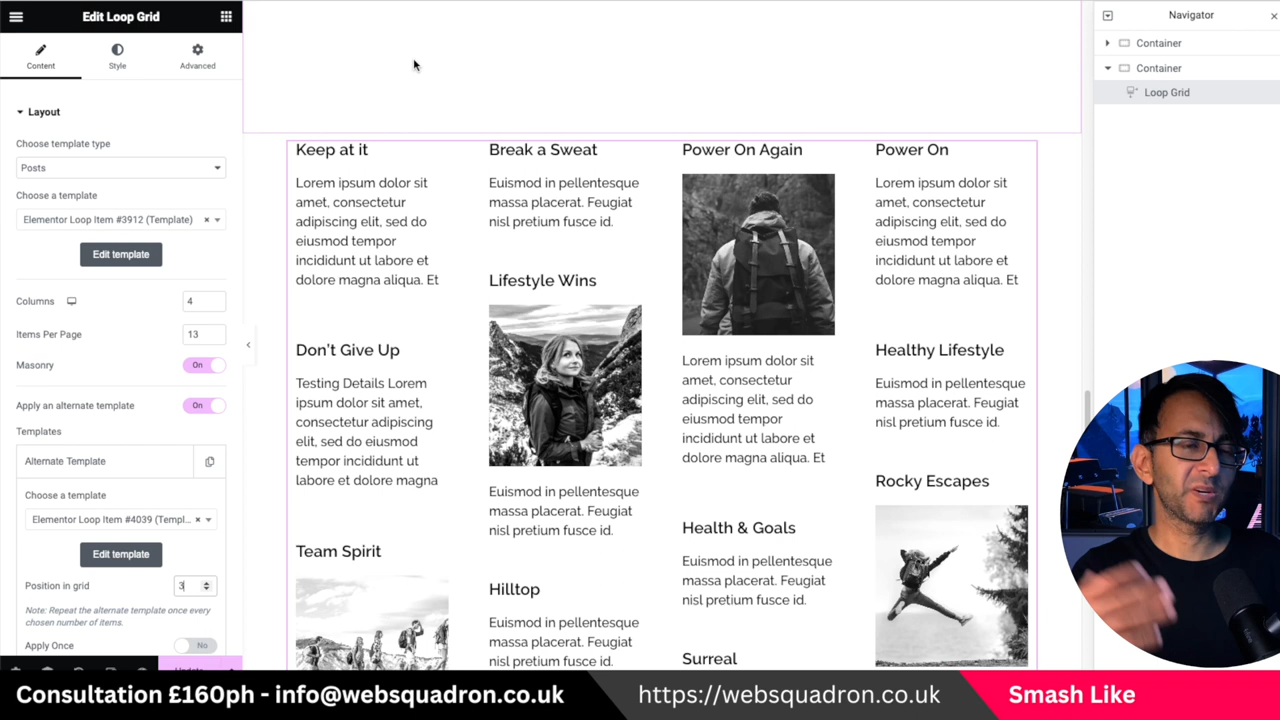 Edit Loop Grid
Content
Style
Advanced
Layout
Choose template type
Posts
Choose a template
Elementor Loop Item #3912 (Template)
Edit template
Columns
4
Items Per Page
13
Masonry
On
Apply an alternate template
On
Templates
Alternate Template
Choose a template
Elementor Loop Item #4039 (Templ...
Edit template
Position in grid
3
Note: Repeat the alternate template once every
chosen number of items.
Apply Once
No
Keep at it
Lorem ipsum dolor sit
amet, consectetur
adipiscing elit, sed do
eiusmod tempor
incididunt ut labore et
dolore magna aliqua. Et
Don't Give Up
Testing Details Lorem
ipsum dolor sit amet,
consectetur adipiscing
elit, sed do eiusmod
tempor incididunt ut
labore et dolore magna
Team Spirit
Break a Sweat
Euismod in pellentesque
massa placerat. Feugiat
nisl pretium fusce id.
Lifestyle Wins
Euismod in pellentesque
massa placerat. Feugiat
nisl pretium fusce id.
Hilltop
Euismod in pellentesque
massa placerat. Feugiat
nisl pretium fusce id.
Power On Again
Lorem ipsum dolor sit
amet, consectetur
adipiscing elit, sed do
eiusmod tempor
incididunt ut labore et
dolore magna aliqua. Et
Health & Goals
Euismod in pellentesque
massa placerat. Feugiat
nisl pretium fusce id.
Surreal
Power On
Lorem ipsum dolor sit
amet, consectetur
adipiscing elit, sed do
eiusmod tempor
incididunt ut labore et
dolore magna aliqua. Et
Healthy Lifestyle
Euismod in pellentesque
massa placerat. Feugiat
nisl pretium fusce id.
Rocky Escapes
Navigator
Container
Container
Loop Grid
Consultation £160ph - info@websquadron.co.uk
https://websquadron.co.uk
Smash Like